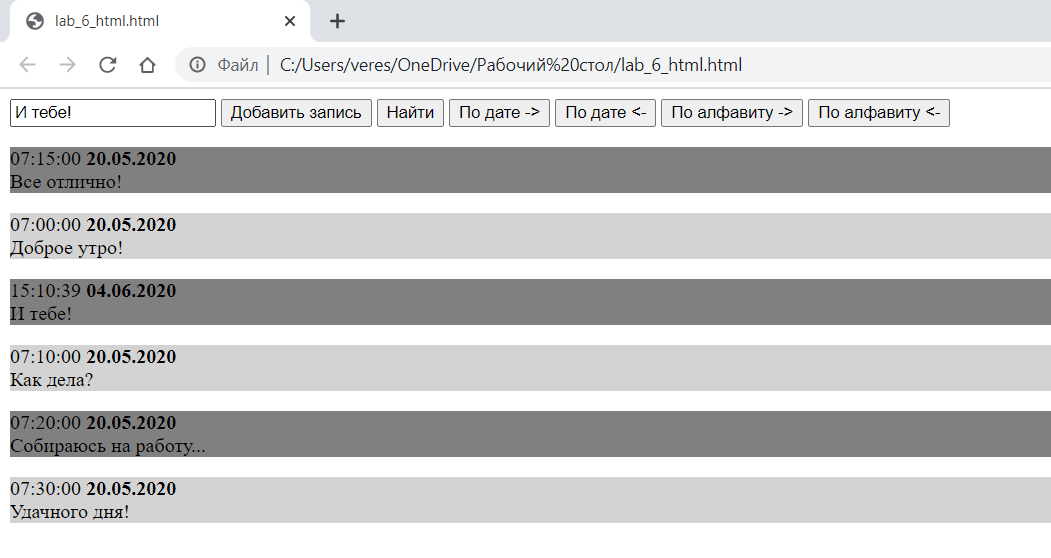 lab_6_html.html
Файл | C:/Users/veres/OneDrive/Рабочий%20стол/lab_6_html.html
И тебе! Добавить запись Найти По дате -> По дате <- По алфавиту -> По алфавиту <-
07:15:00 20.05.2020
Все отлично!
07:00:00 20.05.2020
Доброе утро!
15:10:39 04.06.2020
И тебе!
07:10:00 20.05.2020
Как дела?
07:20:00 20.05.2020
Собираюсь на работу...
07:30:00 20.05.2020
Удачного дня!